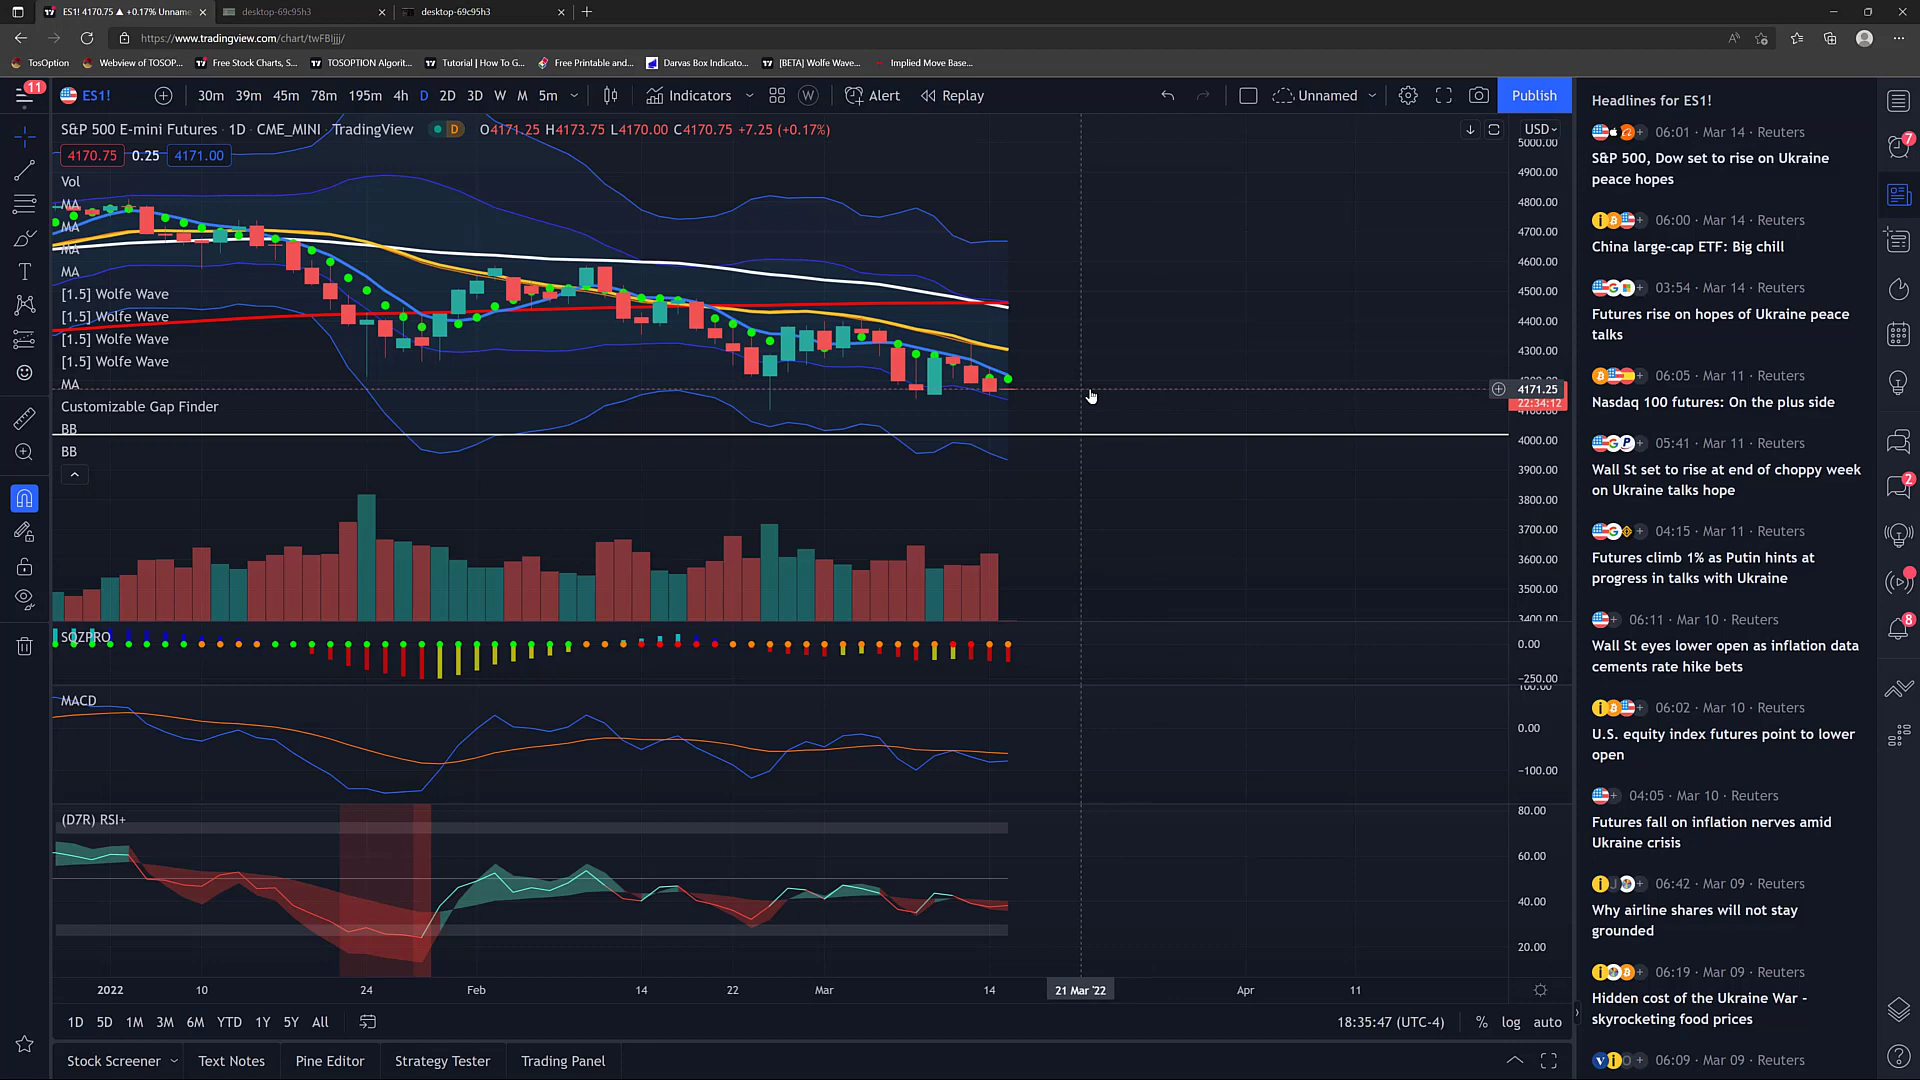 ES1! 4170.75 ▲ +0.17% Unnam
desktop-69c95h3
desktop-69c95h3
https://www.tradingview.com/chart/twFBIjjj/
TosOption
Webview of TOSOP...
Free Stock Charts, S...
TOSOPTION Algorit...
Tutorial | How To G...
Free Printable and...
Darvas Box Indicato...
[BETA] Wolfe Wave...
Implied Move Base...
11
ES1!
30m 39m 45m 78m 195m 4h D 2D 3D W M 5m
Indicators
W
Alert
Replay
Unnamed
Publish
S&P 500 E-mini Futures · 1D · CME_MINI · TradingView
D
O4171.25 H4173.75 L4170.00 C4170.75 +7.25 (+0.17%)
USD
4170.75 0.25 4171.00
Vol
MA
MA
MA
MA
[1.5] Wolfe Wave
[1.5] Wolfe Wave
[1.5] Wolfe Wave
[1.5] Wolfe Wave
MA
Customizable Gap Finder
BB
BB
5000.00
4900.00
4800.00
4700.00
4600.00
4500.00
4400.00
4300.00
4171.25
22:34:12
4000.00
3900.00
3800.00
3700.00
3600.00
3500.00
3400.00
SQZPRO
0.00
-250.00
MACD
100.00
0.00
-100.00
(D7R) RSI+
80.00
60.00
40.00
20.00
2022 10 24 Feb 14 22 Mar 14 21 Mar '22 Apr 11
1D 5D 1M 3M 6M YTD 1Y 5Y All
18:35:47 (UTC-4)
% log auto
Stock Screener
Text Notes
Pine Editor
Strategy Tester
Trading Panel
Headlines for ES1!
06:01 · Mar 14 · Reuters
S&P 500, Dow set to rise on Ukraine
peace hopes
06:00 · Mar 14 · Reuters
China large-cap ETF: Big chill
03:54 · Mar 14 · Reuters
Futures rise on hopes of Ukraine peace
talks
06:05 · Mar 11 · Reuters
Nasdaq 100 futures: On the plus side
05:41 · Mar 11 · Reuters
Wall St set to rise at end of choppy week
on Ukraine talks hope
04:15 · Mar 11 · Reuters
Futures climb 1% as Putin hints at
progress in talks with Ukraine
06:11 · Mar 10 · Reuters
Wall St eyes lower open as inflation data
cements rate hike bets
06:02 · Mar 10 · Reuters
U.S. equity index futures point to lower
open
04:05 · Mar 10 · Reuters
Futures fall on inflation nerves amid
Ukraine crisis
06:42 · Mar 09 · Reuters
Why airline shares will not stay
grounded
06:19 · Mar 09 · Reuters
Hidden cost of the Ukraine War -
skyrocketing food prices
06:09 · Mar 09 · Reuters
7
2
8